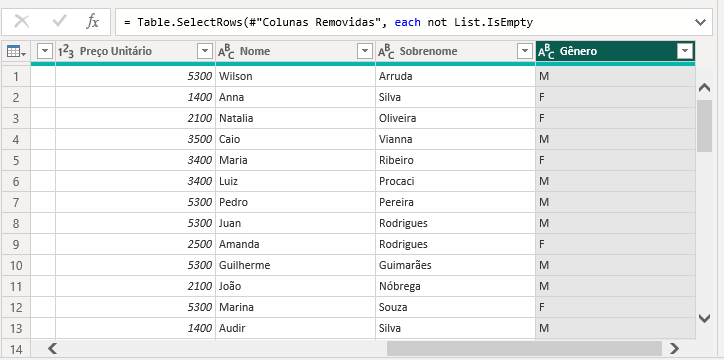 fx = Table.SelectRows(#"Colunas Removidas", each not List.IsEmpty
1²3 Preço Unitário ABC Nome ABC Sobrenome ABC Gênero
1 5300 Wilson Arruda M
2 1400 Anna Silva F
3 2100 Natalia Oliveira F
4 3500 Caio Vianna M
5 3400 Maria Ribeiro F
6 3400 Luiz Procaci M
7 5300 Pedro Pereira M
8 5300 Juan Rodrigues M
9 2500 Amanda Rodrigues F
10 5300 Guilherme Guimarães M
11 2100 João Nóbrega M
12 5300 Marina Souza F
13 1400 Audir Silva M
14